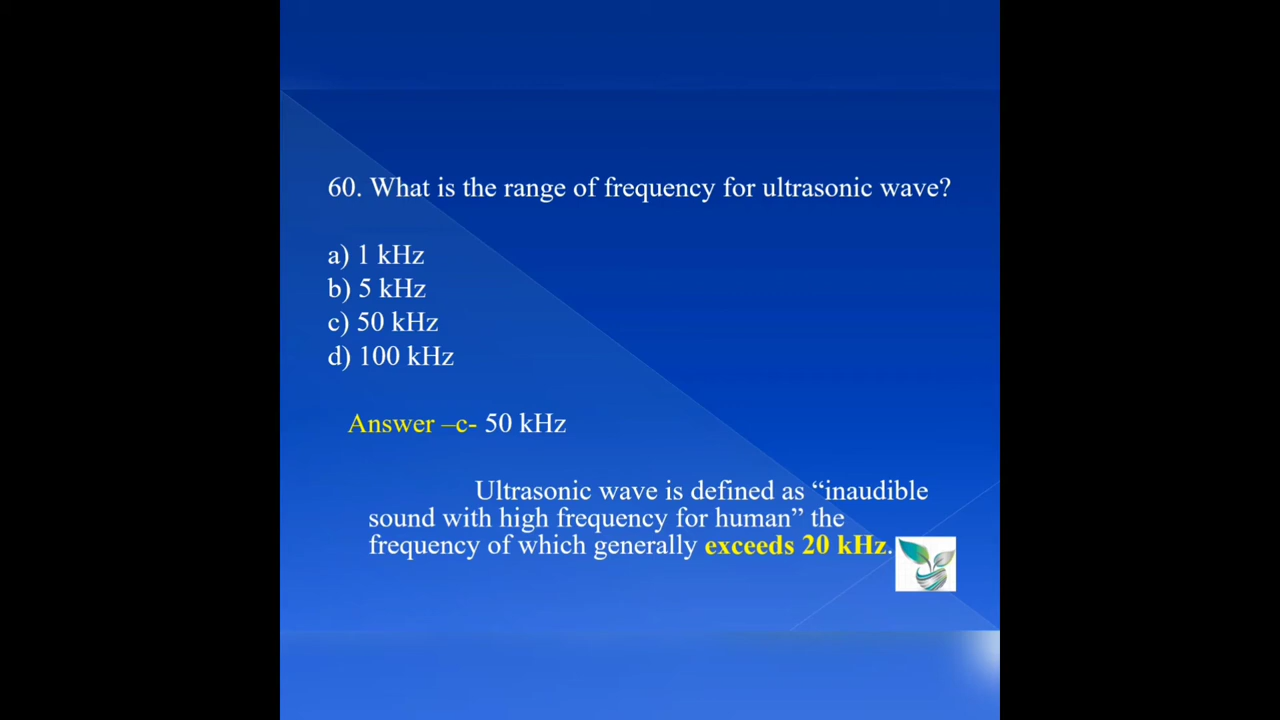 60. What is the range of frequency for ultrasonic wave?
a) 1 kHz
b) 5 kHz
c) 50 kHz
d) 100 kHz
Answer –c- 50 kHz
Ultrasonic wave is defined as “inaudible
sound with high frequency for human” the
frequency of which generally exceeds 20 kHz.